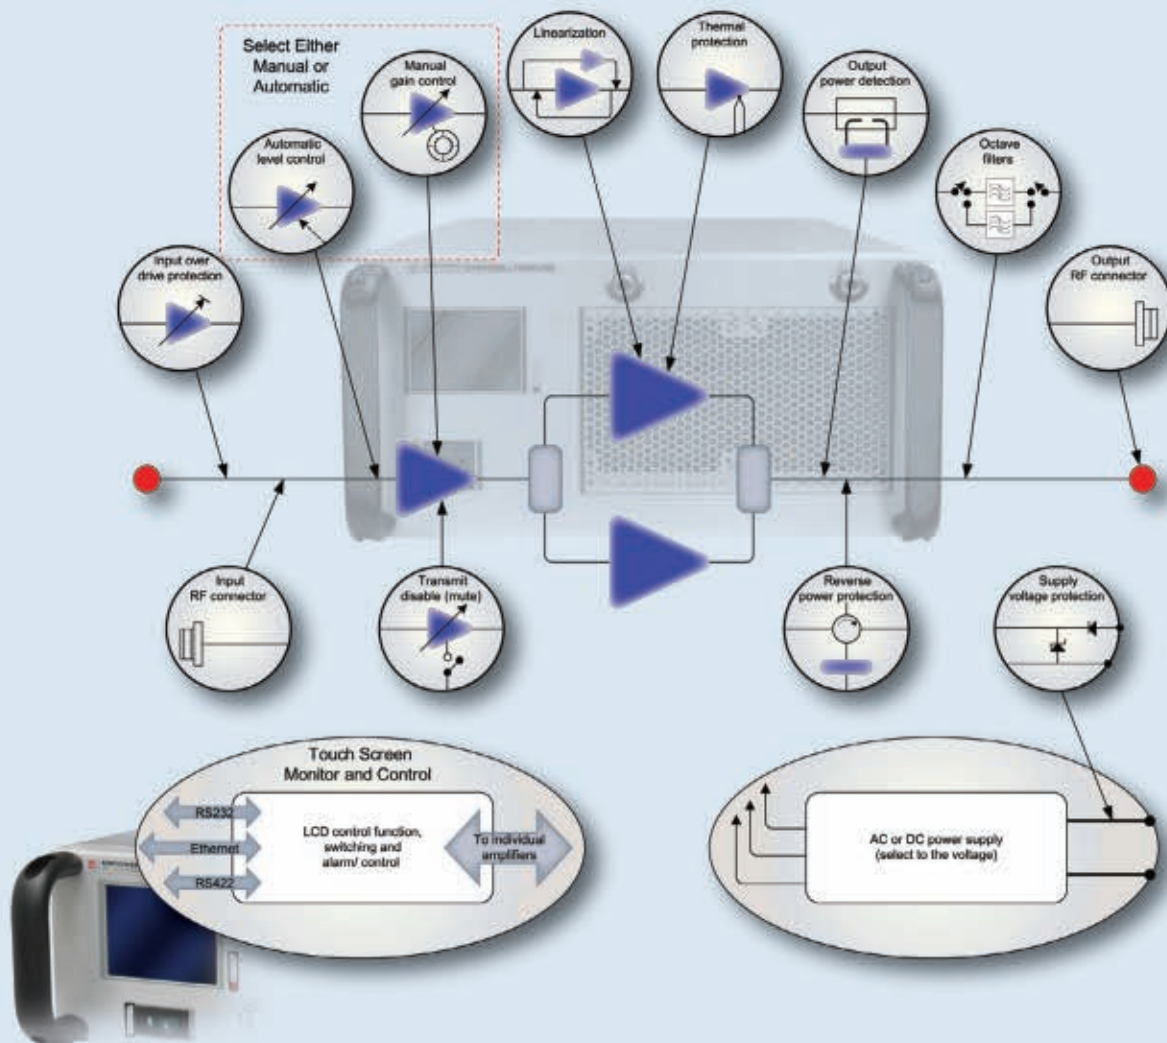 Select Either
Manual or
Automatic
Manual
gain control
Automatic
level control
Linearization
Thermal
protection
Output
power detection
Octave
filters
Input over
drive protection
Output
RF connector
Input
RF connector
Transmit
disable (mute)
Reverse
power protection
Supply
voltage protection
Touch Screen
Monitor and Control
RS232
Ethernet
RS422
LCD control function,
switching and
alarm/ control
To individual
amplifiers
AC or DC power supply
(select to the voltage)